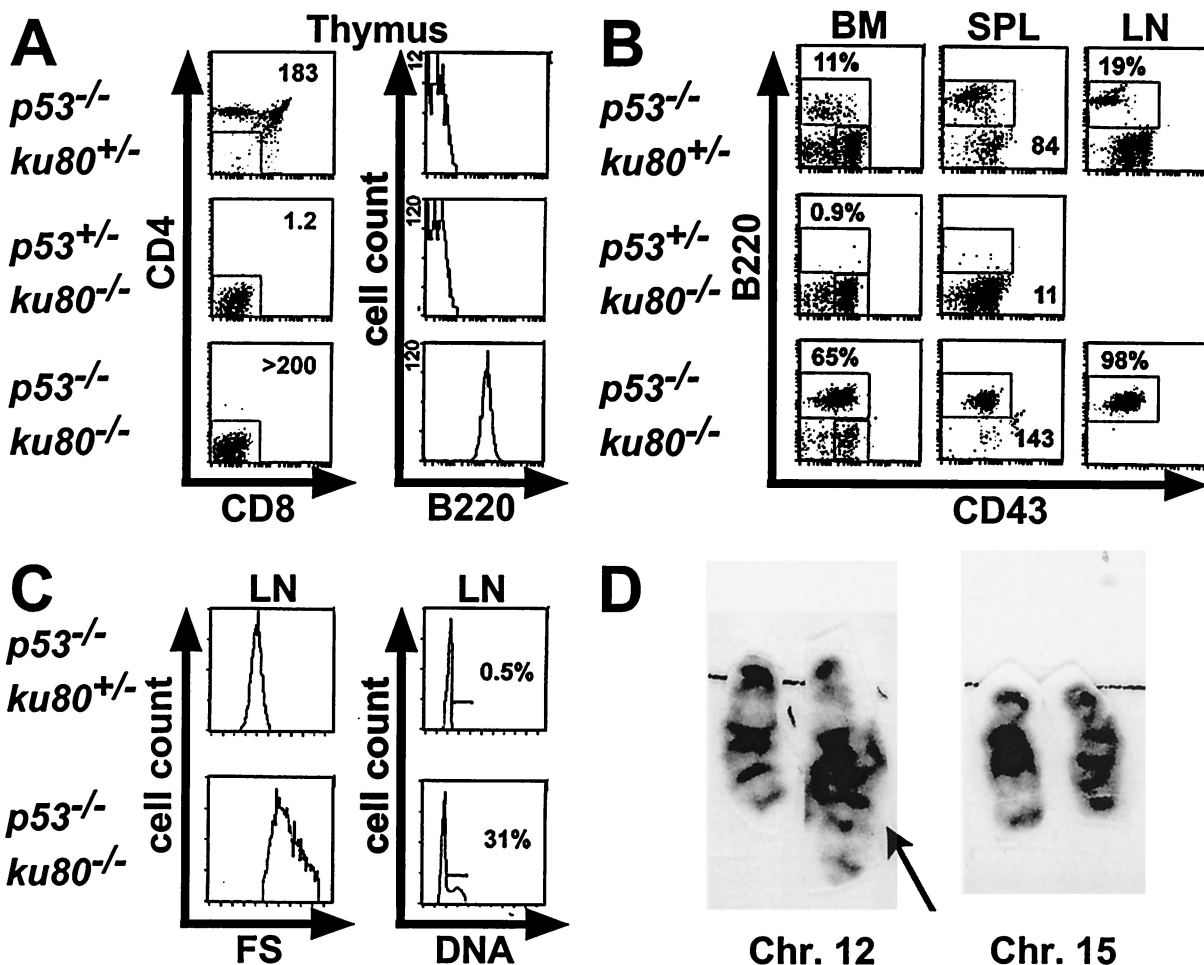 A
Thymus
p53-/-
ku80+/-
183
12
p53+/-
ku80-/-
1.2
120
p53-/-
ku80-/-
>200
120
CD4
cell count
CD8
B220
B
BM
SPL
LN
p53-/-
ku80+/-
11%
84
19%
p53+/-
ku80-/-
0.9%
11
p53-/-
ku80-/-
65%
143
98%
B220
CD43
C
LN
LN
p53-/-
ku80+/-
0.5%
p53-/-
ku80-/-
31%
cell count
cell count
FS
DNA
D
Chr. 12
Chr. 15